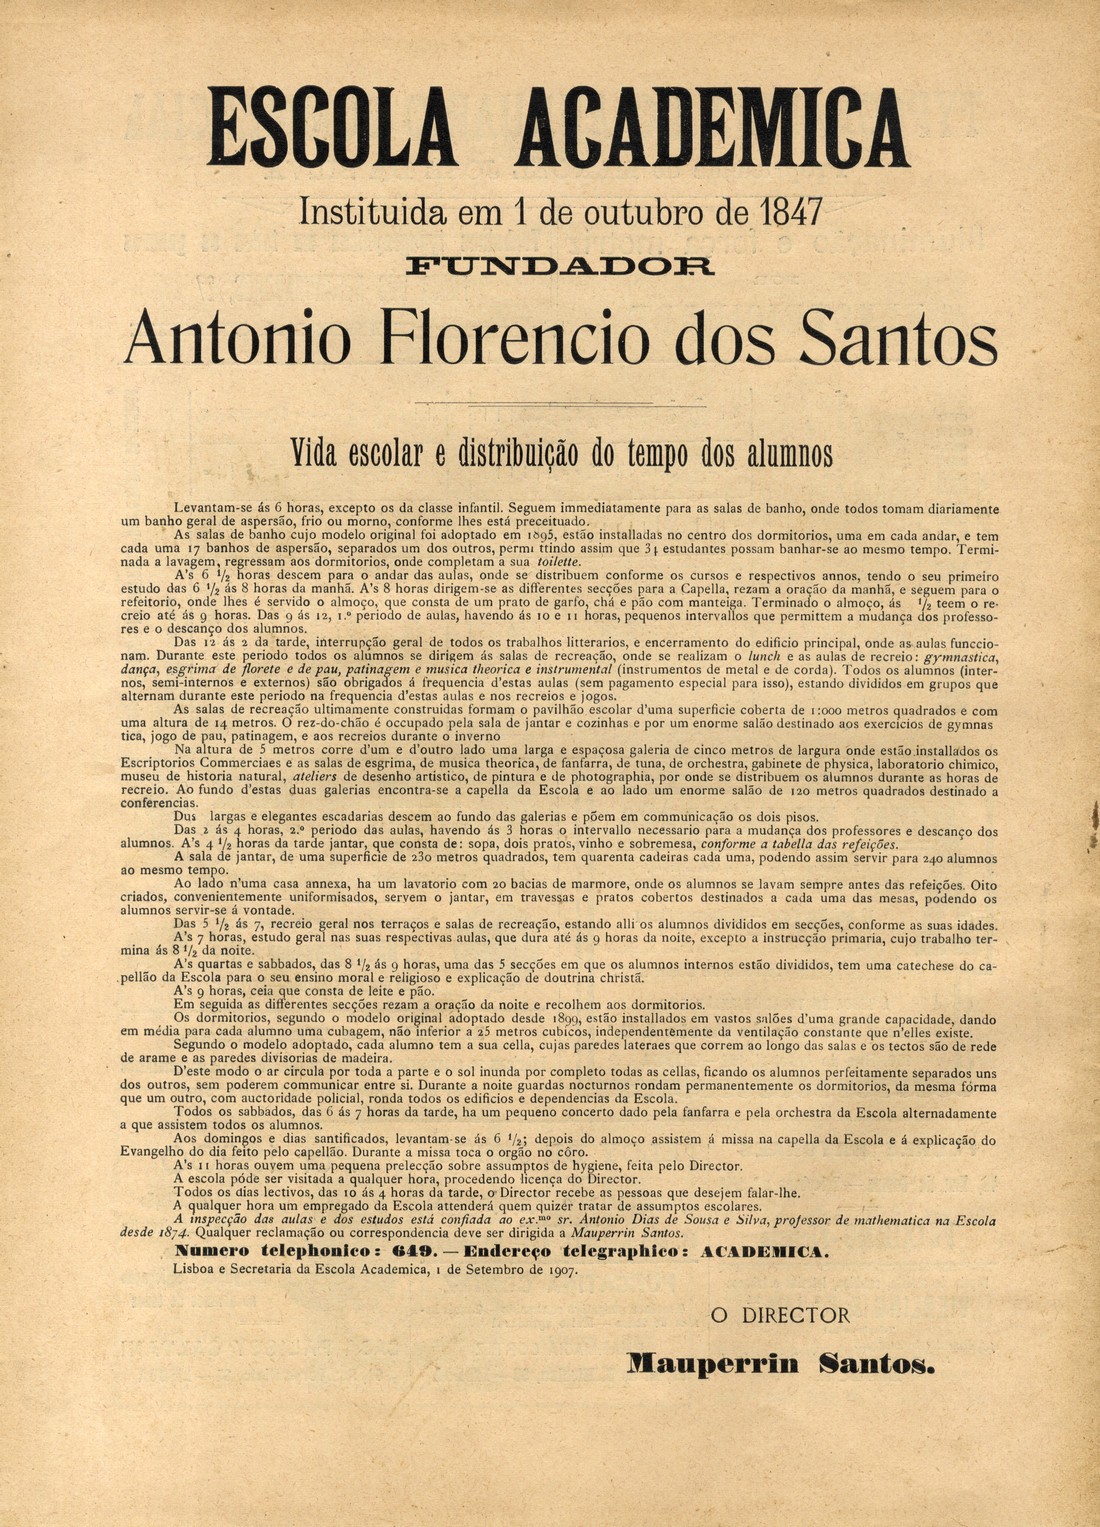 ESCOLA ACADEMICA
Instituida em 1 de outubro de 1847
FUNDADOR
Antonio Florencio dos Santos
Vida escolar e distribuição do tempo dos alumnos
Levantam-se ás 6 horas, excepto os da classe infantil. Seguem immediatamente para as salas de banho, onde todos tomam diariamente
um banho geral de aspersão, frio ou morno, conforme lhes está preceituado.
As salas de banho cujo modelo original foi adoptado em 1895, estão installadas no centro dos dormitorios, uma em cada andar, e tem
cada uma 17 banhos de aspersão, separados um dos outros, permi ttindo assim que 34 estudantes possam banhar-se ao mesmo tempo. Termi-
nada a lavagem, regressam aos dormitorios, onde completam a sua toilette.
A's 6 1/2 horas descem para o andar das aulas, onde se distribuem conforme os cursos e respectivos annos, tendo o seu primeiro
estudo das 6 1/2 ás 8 horas da manhã. A's 8 horas dirigem-se as differentes secções para a Capella, rezam a oração da manhã, e seguem para o
refeitorio, onde lhes é servido o almoço, que consta de um prato de garfo, chá e pão com manteiga. Terminado o almoço, ás 1/2 teem o re-
creio até ás 9 horas. Das 9 ás 12, 1.º periodo de aulas, havendo ás 10 e 11 horas, pequenos intervallos que permittem a mudança dos professo-
res e o descanço dos alumnos.
Das 12 ás 2 da tarde, interrupção geral de todos os trabalhos litterarios, e encerramento do edificio principal, onde as aulas funccio-
nam. Durante este periodo todos os alumnos se dirigem ás salas de recreação, onde se realizam o lunch e as aulas de recreio: gymnastica,
dança, esgrima de florete e de pau, patinagem e musica theorica e instrumental (instrumentos de metal e de corda). Todos os alumnos (inter-
nos, semi-internos e externos) são obrigados á frequencia d'estas aulas (sem pagamento especial para isso), estando divididos em grupos que
alternam durante este periodo na frequencia d'estas aulas e nos recreios e jogos.
As salas de recreação ultimamente construidas formam o pavilhão escolar d'uma superficie coberta de 1:000 metros quadrados e com
uma altura de 14 metros. O rez-do-chão é occupado pela sala de jantar e cozinhas e por um enorme salão destinado aos exercicios de gymnas
tica, jogo de pau, patinagem, e aos recreios durante o inverno
Na altura de 5 metros corre d'um e d'outro lado uma larga e espaçosa galeria de cinco metros de largura onde estão installados os
Escriptorios Commerciaes e as salas de esgrima, de musica theorica, de fanfarra, de tuna, de orchestra, gabinete de physica, laboratorio chimico,
museu de historia natural, ateliers de desenho artistico, de pintura e de photographia, por onde se distribuem os alumnos durante as horas de
recreio. Ao fundo d'estas duas galerias encontra-se a capella da Escola e ao lado um enorme salão de 120 metros quadrados destinado a
conferencias.
Duas largas e elegantes escadarias descem ao fundo das galerias e põem em communicação os dois pisos.
Das 2 ás 4 horas, 2.º periodo das aulas, havendo ás 3 horas o intervallo necessario para a mudança dos professores e descanço dos
alumnos. A's 4 1/2 horas da tarde jantar, que consta de: sopa, dois pratos, vinho e sobremesa, conforme a tabella das refeições.
A sala de jantar, de uma superficie de 230 metros quadrados, tem quarenta cadeiras cada uma, podendo assim servir para 240 alumnos
ao mesmo tempo.
Ao lado n'uma casa annexa, ha um lavatorio com 20 bacias de marmore, onde os alumnos se lavam sempre antes das refeições. Oito
criados, convenientemente uniformisados, servem o jantar, em travessas e pratos cobertos destinados a cada uma das mesas, podendo os
alumnos servir-se á vontade.
Das 5 1/2 ás 7, recreio geral nos terraços e salas de recreação, estando alli os alumnos divididos em secções, conforme as suas idades.
A's 7 horas, estudo geral nas suas respectivas aulas, que dura até ás 9 horas da noite, excepto a instrucção primaria, cujo trabalho ter-
mina ás 8 1/2 da noite.
A's quartas e sabbados, das 8 1/2 ás 9 horas, uma das 5 secções em que os alumnos internos estão divididos, tem uma catechese do ca-
pellão da Escola para o seu ensino moral e religioso e explicação de doutrina christã.
A's 9 horas, ceia que consta de leite e pão.
Em seguida as differentes secções rezam a oração da noite e recolhem aos dormitorios.
Os dormitorios, segundo o modelo original adoptado desde 1899, estão installados em vastos salões d'uma grande capacidade, dando
em média para cada alumno uma cubagem, não inferior a 25 metros cubicos, independentemente da ventilação constante que n'elles existe.
Segundo o modelo adoptado, cada alumno tem a sua cella, cujas paredes lateraes que correm ao longo das salas e os tectos são de rede
de arame e as paredes divisorias de madeira.
D'este modo o ar circula por toda a parte e o sol inunda por completo todas as cellas, ficando os alumnos perfeitamente separados uns
dos outros, sem poderem communicar entre si. Durante a noite guardas nocturnos rondam permanentemente os dormitorios, da mesma fórma
que um outro, com auctoridade policial, ronda todos os edificios e dependencias da Escola.
Todos os sabbados, das 6 ás 7 horas da tarde, ha um pequeno concerto dado pela fanfarra e pela orchestra da Escola alternadamente
a que assistem todos os alumnos.
Aos domingos e dias santificados, levantam-se ás 6 1/2; depois do almoço assistem á missa na capella da Escola e á explicação do
Evangelho do dia feito pelo capellão. Durante a missa toca o orgão no côro.
A's 11 horas ouvem uma pequena prelecção sobre assumptos de hygiene, feita pelo Director.
A escola póde ser visitada a qualquer hora, procedendo licença do Director.
Todos os dias lectivos, das 10 ás 4 horas da tarde, o Director recebe as pessoas que desejem falar-lhe.
A qualquer hora um empregado da Escola attenderá quem quizer tratar de assumptos escolares.
A inspecção das aulas e dos estudos está confiada ao ex.mo sr. Antonio Dias de Sousa e Silva, professor de mathematica na Escola
desde 1874. Qualquer reclamação ou correspondencia deve ser dirigida a Mauperrin Santos.
Numero telephonico: 649. — Endereço telegraphico: ACADEMICA.
Lisboa e Secretaria da Escola Academica, 1 de Setembro de 1907.
O DIRECTOR
Mauperrin Santos.